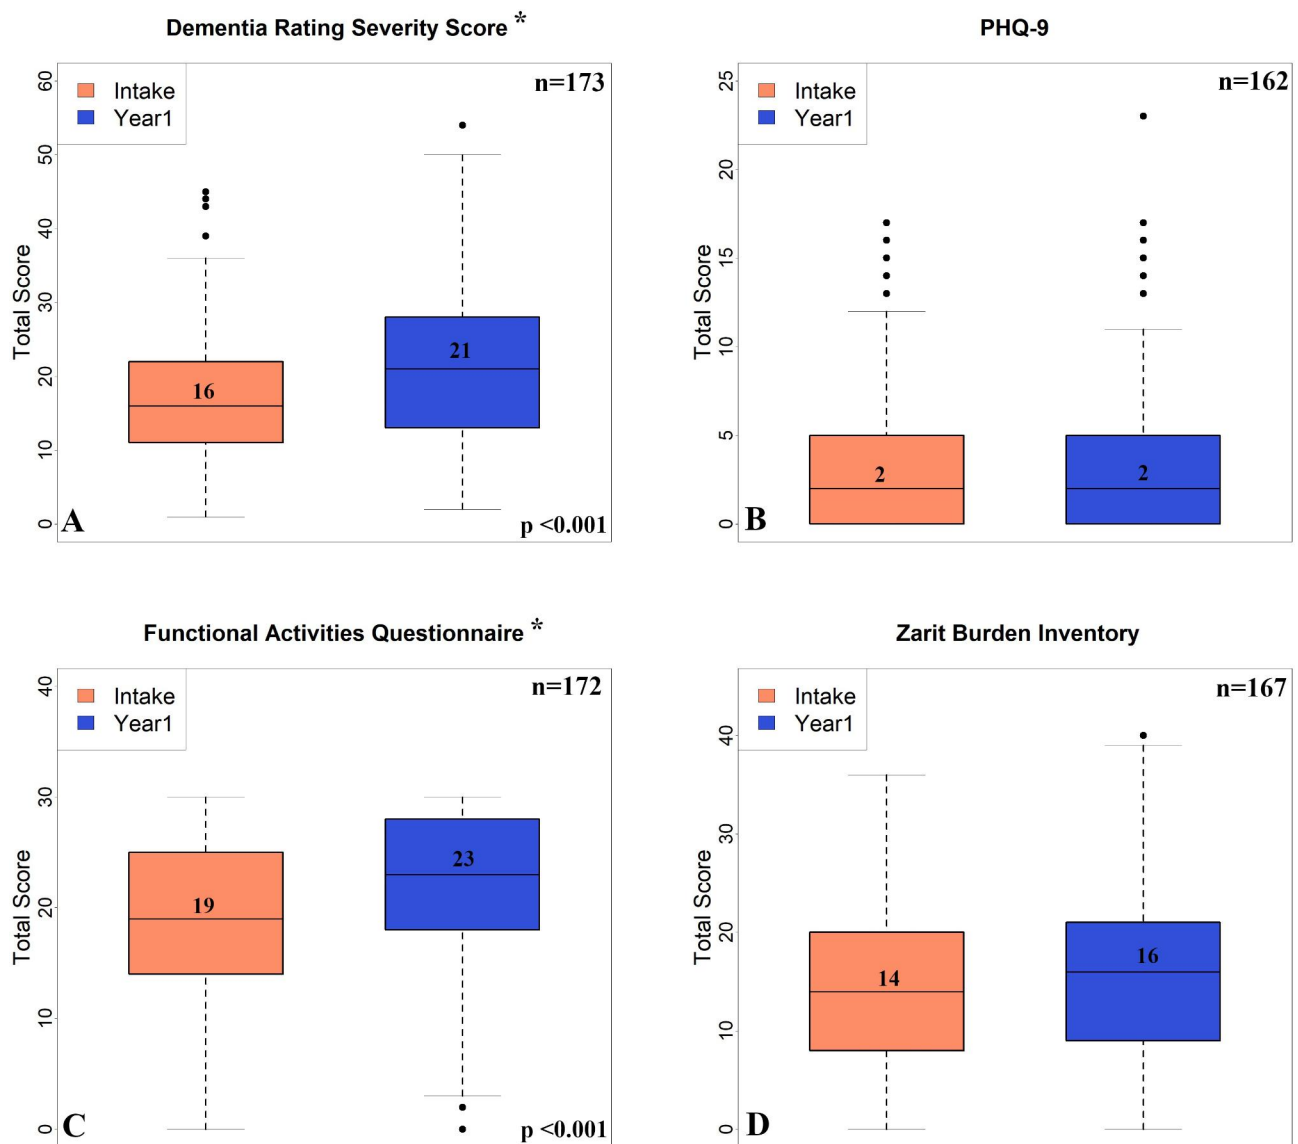 Dementia Rating Severity Score *
Intake
Year1
n=173
Total Score
60
50
40
30
20
10
0
16
21
A
p <0.001
PHQ-9
Intake
Year1
n=162
Total Score
25
20
15
10
5
0
2
2
B
Functional Activities Questionnaire *
Intake
Year1
n=172
Total Score
40
30
20
10
0
19
23
C
p <0.001
Zarit Burden Inventory
Intake
Year1
n=167
Total Score
40
30
20
10
0
14
16
D